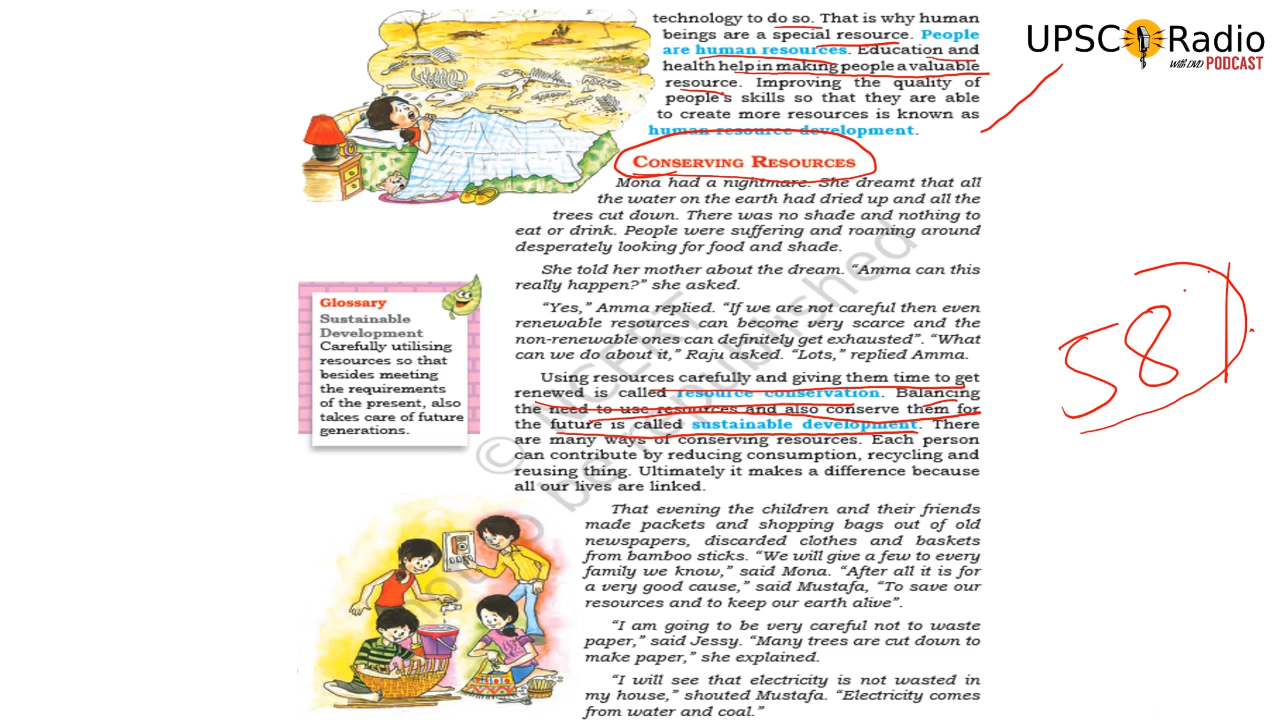 technology to do so. That is why human
beings are a special resource. People
are human resources. Education and
health help in making people a valuable
resource. Improving the quality of
people's skills so that they are able
to create more resources is known as
human resource development.
UPSC Radio
with DVD PODCAST
CONSERVING RESOURCES
Mona had a nightmare. She dreamt that all
the water on the earth had dried up and all the
trees cut down. There was no shade and nothing to
eat or drink. People were suffering and roaming around
desperately looking for food and shade.
She told her mother about the dream. “Amma can this
really happen?” she asked.
“Yes,” Amma replied. “If we are not careful then even
renewable resources can become very scarce and the
non-renewable ones can definitely get exhausted”. “What
can we do about it,” Raju asked. “Lots,” replied Amma.
Glossary
Sustainable
Development
Carefully utilising
resources so that
besides meeting
the requirements
of the present, also
takes care of future
generations.
Using resources carefully and giving them time to get
renewed is called resource conservation. Balancing
the need to use resources and also conserve them for
the future is called sustainable development. There
are many ways of conserving resources. Each person
can contribute by reducing consumption, recycling and
reusing thing. Ultimately it makes a difference because
all our lives are linked.
58
That evening the children and their friends
made packets and shopping bags out of old
newspapers, discarded clothes and baskets
from bamboo sticks. “We will give a few to every
family we know,” said Mona. “After all it is for
a very good cause,” said Mustafa, “To save our
resources and to keep our earth alive”.
“I am going to be very careful not to waste
paper,” said Jessy. “Many trees are cut down to
make paper,” she explained.
“I will see that electricity is not wasted in
my house,” shouted Mustafa. “Electricity comes
from water and coal.”
© NCERT
not to be republished